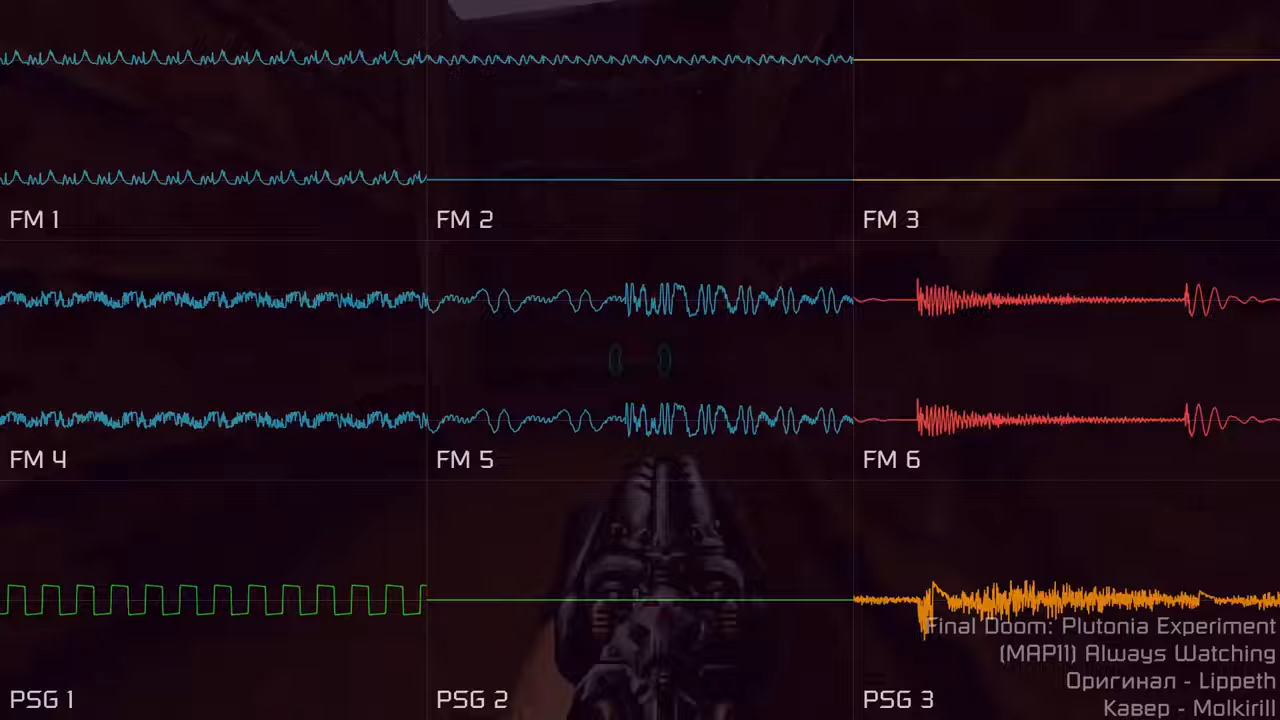 FM 1
FM 2
FM 3
FM 4
FM 5
FM 6
PSG 1
PSG 2
PSG 3
Final Doom: Plutonia Experiment
(MAP11) Always Watching
Оригинал - Lippeth
Кавер - Molkirill